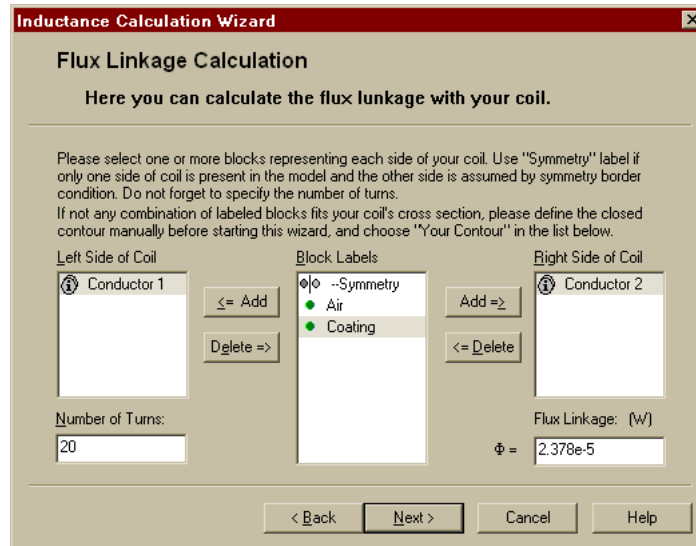 Inductance Calculation Wizard
Flux Linkage Calculation
Here you can calculate the flux lunkage with your coil.
Please select one or more blocks representing each side of your coil. Use "Symmetry" label if
only one side of coil is present in the model and the other side is assumed by symmetry border
condition. Do not forget to specify the number of turns.
If not any combination of labeled blocks fits your coil's cross section, please define the closed
contour manually before starting this wizard, and choose "Your Contour" in the list below.
Left Side of Coil
Block Labels
Right Side of Coil
Conductor 1
<= Add
Delete =>
--Symmetry
Air
Coating
Add =>
<= Delete
Conductor 2
Number of Turns:
20
Flux Linkage: (W)
Φ = 2.378e-5
< Back
Next >
Cancel
Help